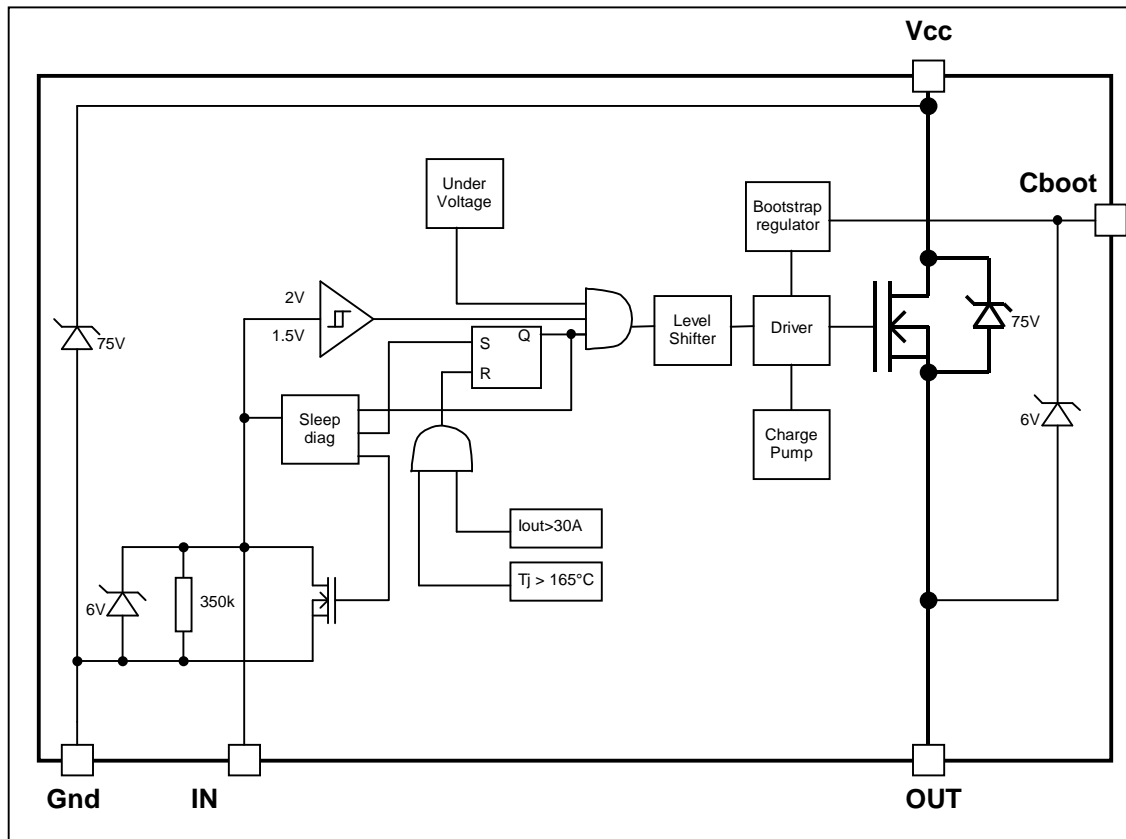 Vcc
Cboot
Under
Voltage
Bootstrap
regulator
2V
1.5V
75V
S
Q
R
Level
Shifter
Driver
75V
Sleep
diag
Charge
Pump
6V
Iout>30A
Tj > 165°C
6V
350k
Gnd
IN
OUT